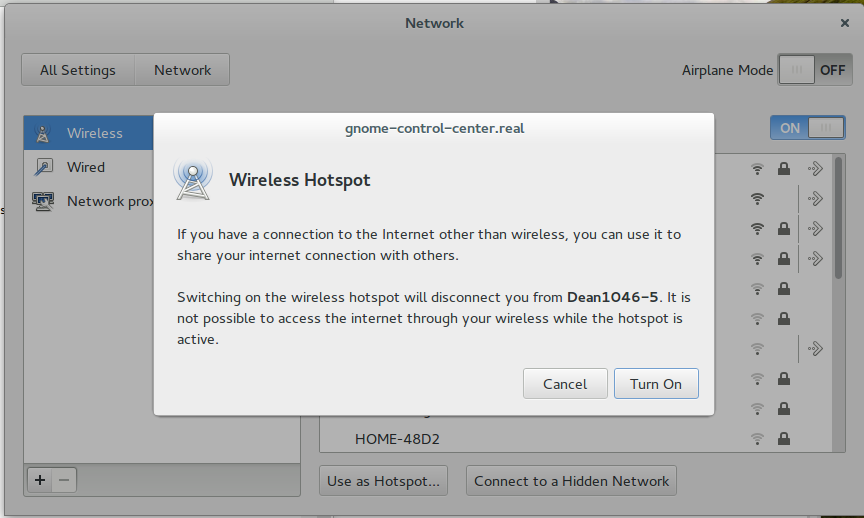 Network
All Settings
Network
Airplane Mode
OFF
Wireless
ON
Wired
Network pro
gnome-control-center.real
Wireless Hotspot
If you have a connection to the Internet other than wireless, you can use it to
share your internet connection with others.
Switching on the wireless hotspot will disconnect you from Dean1046-5. It is
not possible to access the internet through your wireless while the hotspot is
active.
Cancel
Turn On
HOME-48D2
+
−
Use as Hotspot...
Connect to a Hidden Network